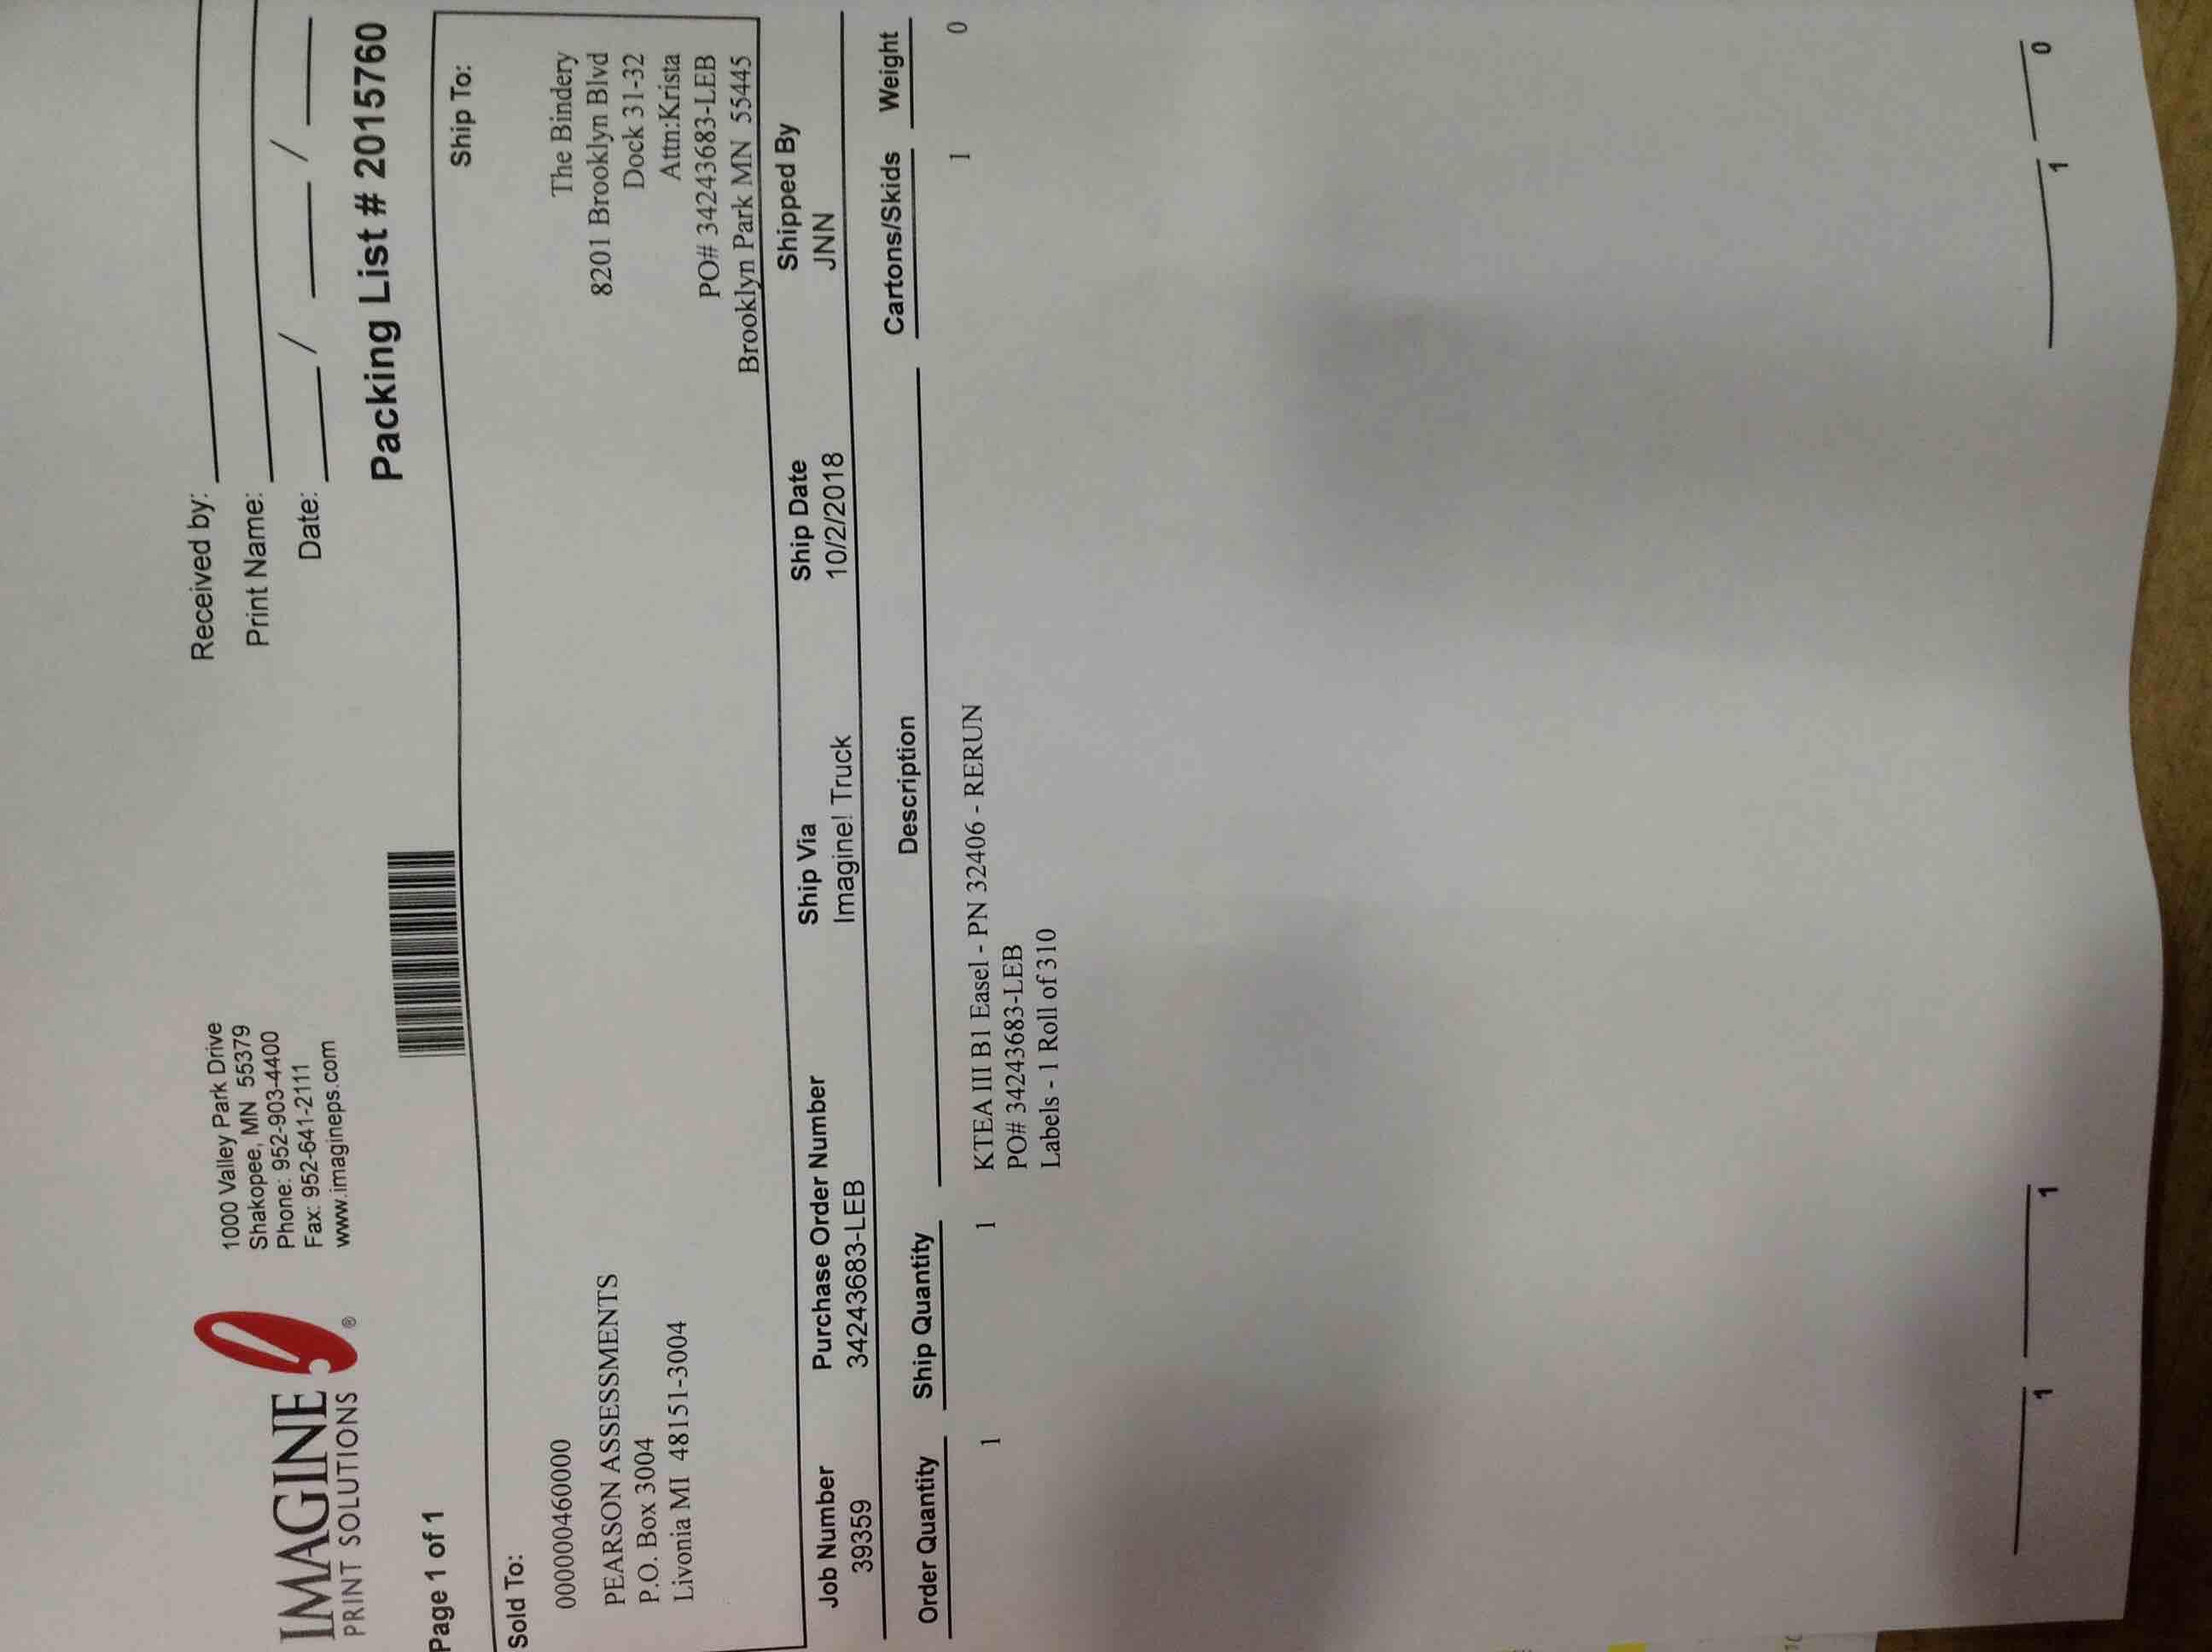 IMAGINE!
PRINT SOLUTIONS ®
1000 Valley Park Drive
Shakopee, MN 55379
Phone: 952-903-4400
Fax: 952-641-2111
www.imagineps.com
Received by:
Print Name:
Date: / /
Page 1 of 1
Packing List # 2015760
Sold To:
00000460000
PEARSON ASSESSMENTS
P.O. Box 3004
Livonia MI 48151-3004
Ship To:
The Bindery
8201 Brooklyn Blvd
Dock 31-32
Attn:Krista
PO# 34243683-LEB
Brooklyn Park MN 55445
Job Number Purchase Order Number Ship Via Ship Date Shipped By
39359 34243683-LEB Imagine! Truck 10/2/2018 JNN
Order Quantity Ship Quantity Description Cartons/Skids Weight
1 1 KTEA III B1 Easel - PN 32406 - RERUN 1 0
PO# 34243683-LEB
Labels - 1 Roll of 310
1 1 1 0